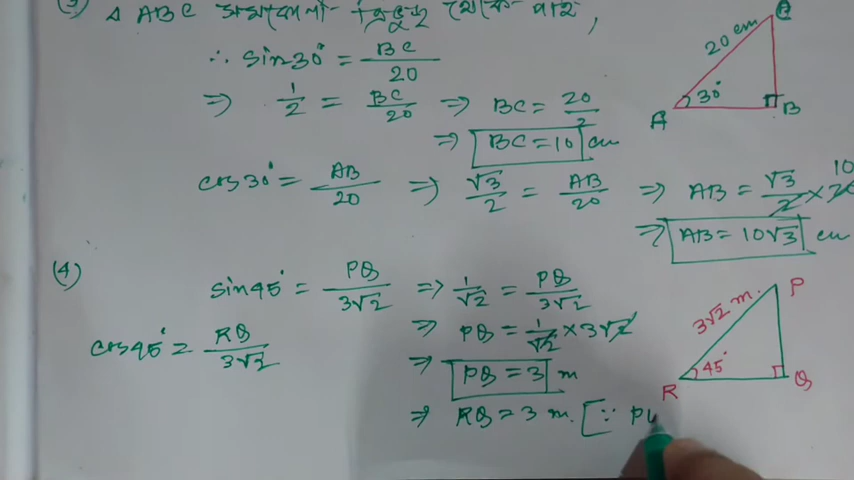 (3) Δ ABC
∴ sin30° = BC/20
⇒ 1/2 = BC/20 ⇒ BC = 20/2
⇒ BC = 10 cm
cos30° = AB/20 ⇒ √3/2 = AB/20 ⇒ AB = √3/2 × 20 10
⇒ AB = 10√3 cm
20 cm
30°
A
B
(4) sin45° = PQ/3√2 ⇒ 1/√2 = PQ/3√2
cos45° = RQ/3√2 ⇒ PQ = 1/√2 × 3√2
⇒ PQ = 3 m
⇒ RQ = 3 m. [∵
3√2 m.
45°
P
R
Q